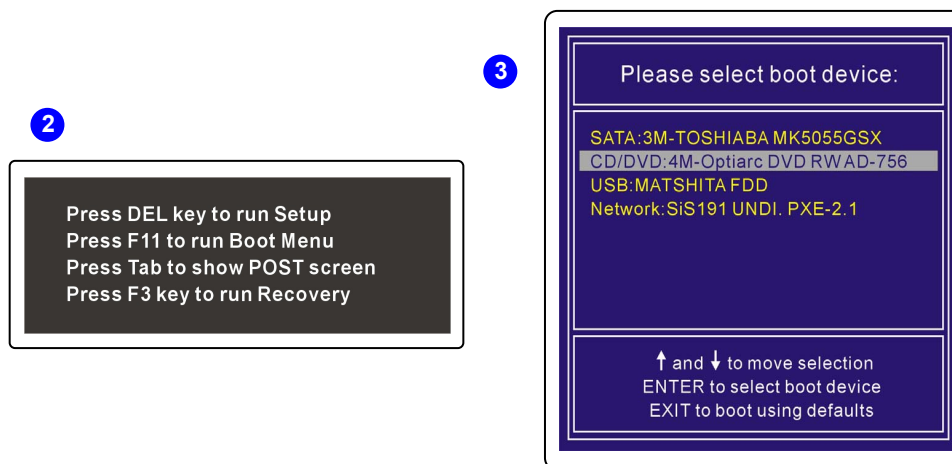 2
Press DEL key to run Setup
Press F11 to run Boot Menu
Press Tab to show POST screen
Press F3 key to run Recovery
3
Please select boot device:
SATA:3M-TOSHIABA MK5055GSX
CD/DVD:4M-Optiarc DVD RW AD-756
USB:MATSHITA FDD
Network:SiS191 UNDI. PXE-2.1
↑ and ↓ to move selection
ENTER to select boot device
EXIT to boot using defaults